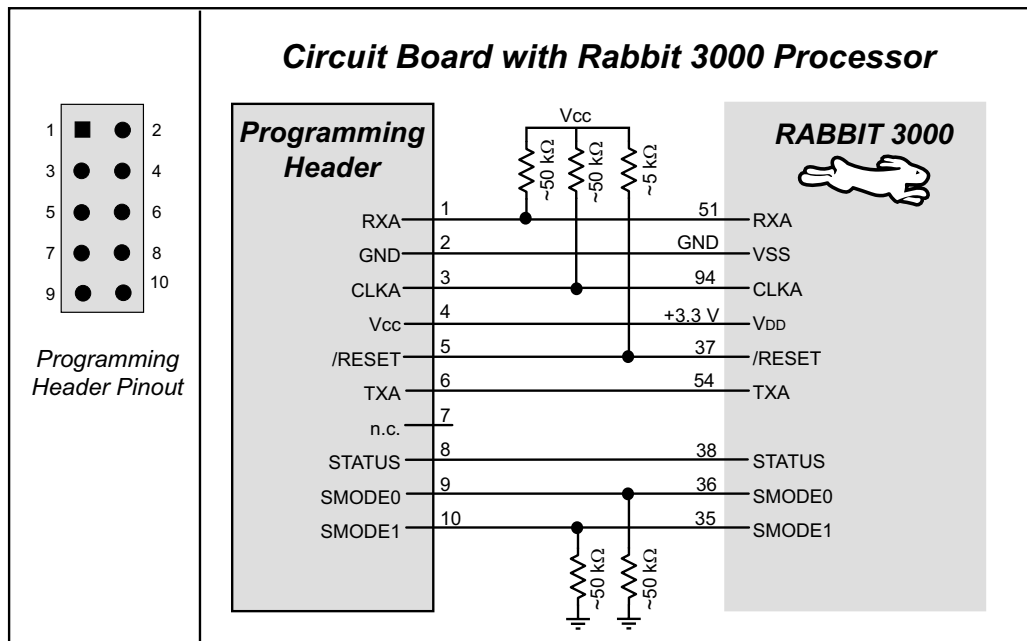 Circuit Board with Rabbit 3000 Processor
1 2
3 4
5 6
7 8
9 10
Programming
Header Pinout
Programming
Header
Vcc
~50 kΩ
~50 kΩ
~5 kΩ
RABBIT 3000
RXA 1 51 RXA
GND 2 GND VSS
CLKA 3 94 CLKA
Vcc 4 +3.3 V VDD
/RESET 5 37 /RESET
TXA 6 54 TXA
n.c. 7
STATUS 8 38 STATUS
SMODE0 9 36 SMODE0
SMODE1 10 35 SMODE1
~50 kΩ
~50 kΩ